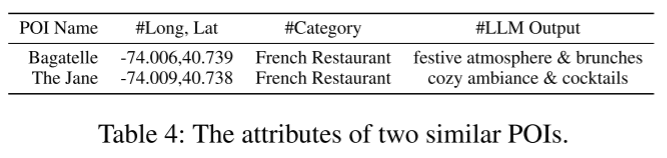 POI Name #Long, Lat #Category #LLM Output
Bagatelle -74.006,40.739 French Restaurant festive atmosphere & brunches
The Jane -74.009,40.738 French Restaurant cozy ambiance & cocktails
Table 4: The attributes of two similar POIs.